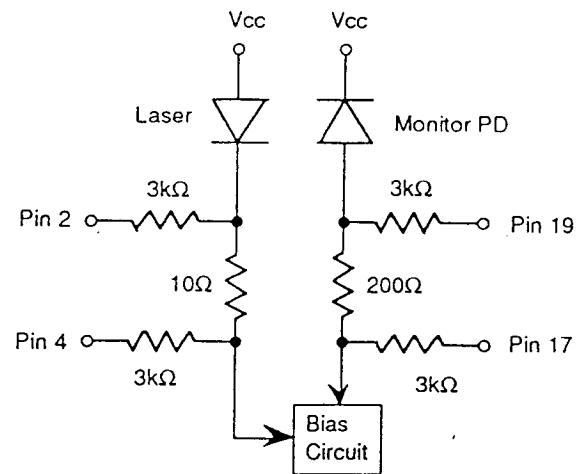 Vcc
Vcc
Laser
Monitor PD
3kΩ
3kΩ
Pin 2
Pin 19
10Ω
200Ω
Pin 4
Pin 17
3kΩ
3kΩ
Bias
Circuit